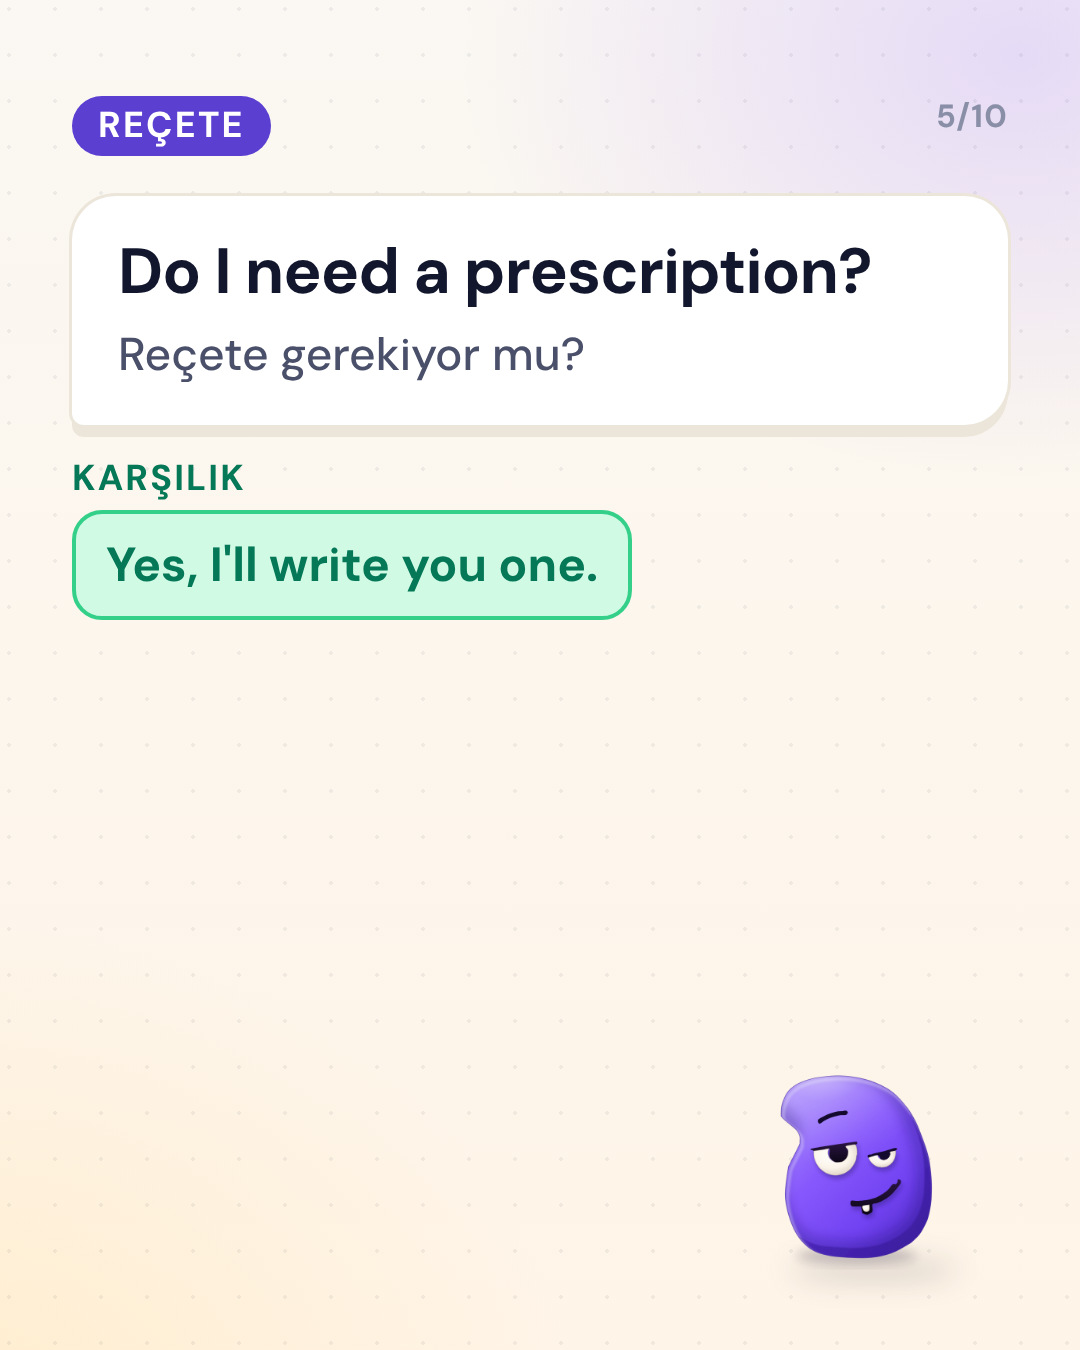 REÇETE
5/10
Do I need a prescription?
Reçete gerekiyor mu?
KARŞILIK
Yes, I'll write you one.